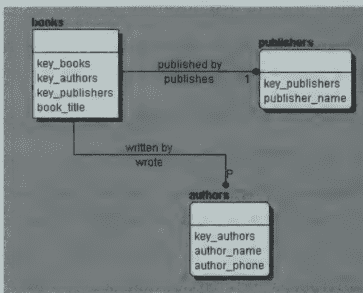 books
key_books
key_authors
key_publishers
book_title
published by
publishes
1
publishers
key_publishers
publisher_name
written by
wrote
P
authors
key_authors
author_name
author_phone